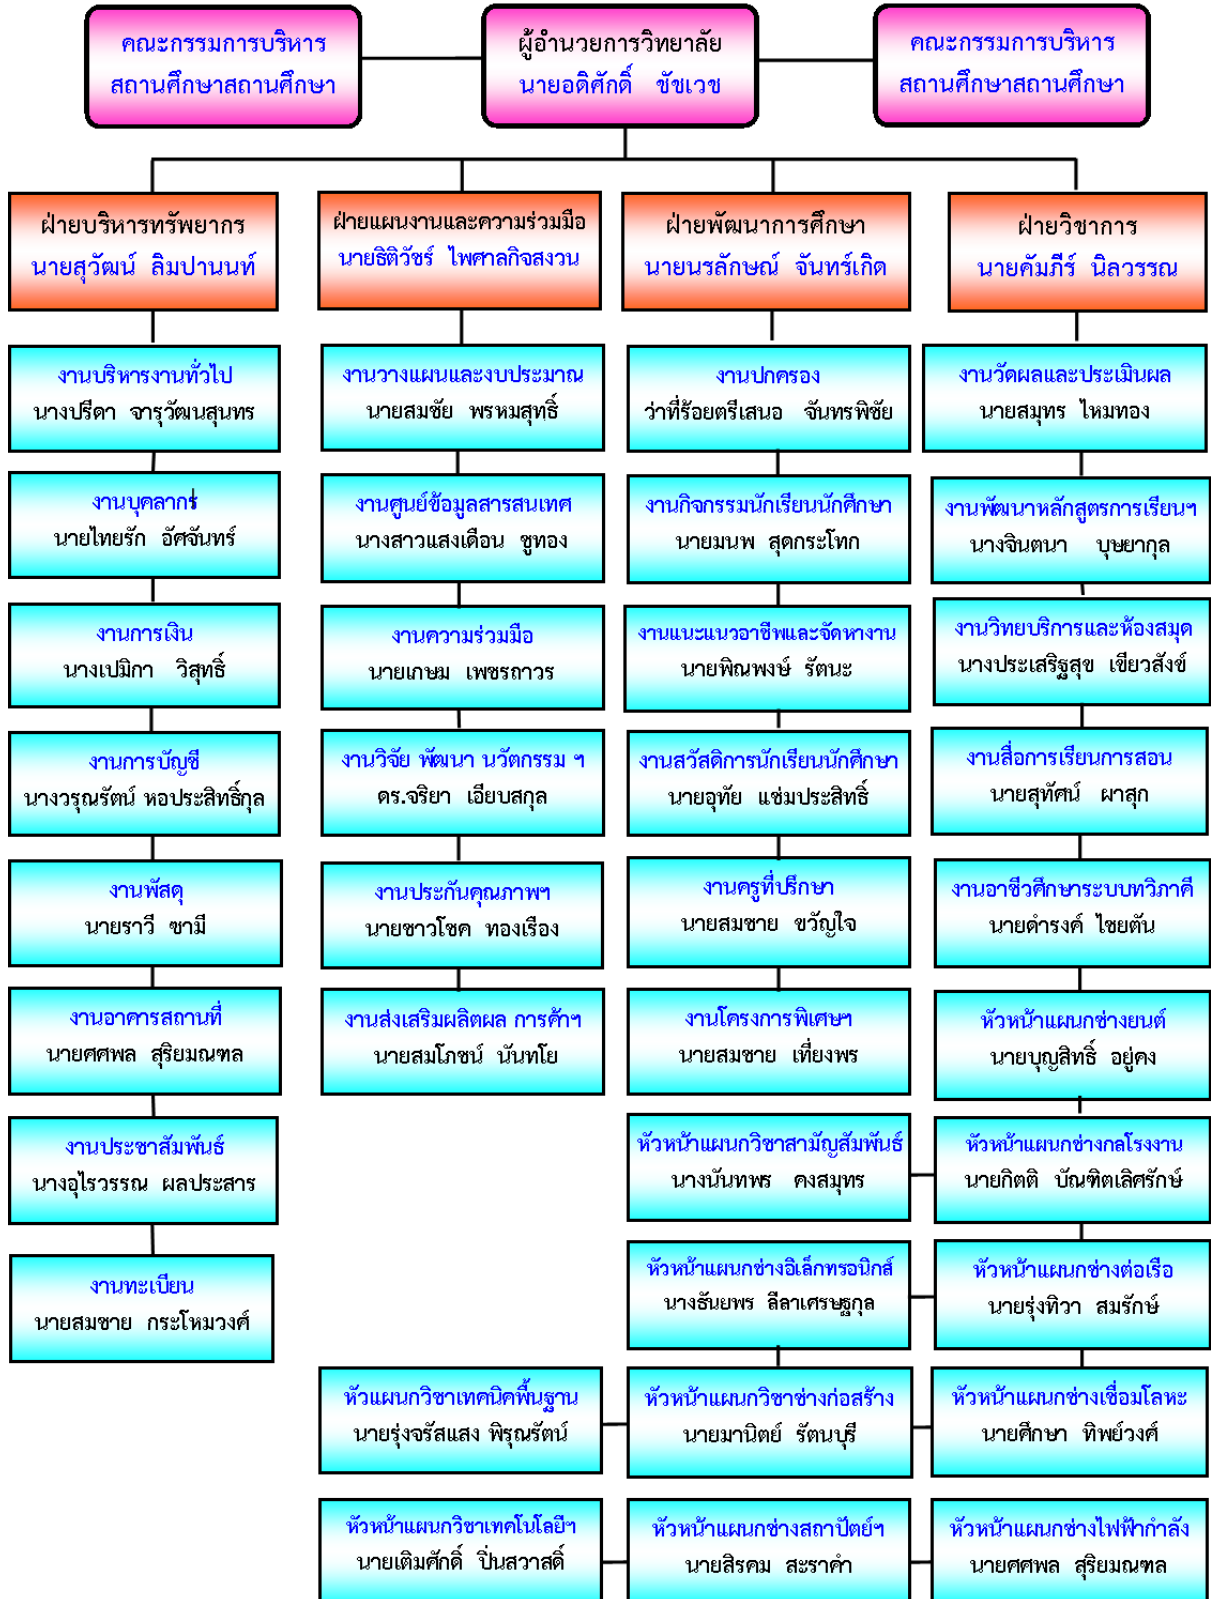 คณะกรรมการบริหาร
สถานศึกษาสถานศึกษา
ผู้อำนวยการวิทยาลัย
นายอดิศักดิ์ ชัชเวช
คณะกรรมการบริหาร
สถานศึกษาสถานศึกษา
ฝ่ายบริหารทรัพยากร
นายสุวัฒน์ ลิมปานนท์
ฝ่ายแผนงานและความร่วมมือ
นายธิติวัชร์ ไพศาลกิจสงวน
ฝ่ายพัฒนาการศึกษา
นายนรลักษณ์ จันทร์เกิด
ฝ่ายวิชาการ
นายคัมภีร์ นิลวรรณ
งานบริหารงานทั่วไป
นางปรีดา จารุวัฒนสุนทร
งานวางแผนและงบประมาณ
นายสมชัย พรหมสุทธิ์
งานปกครอง
ว่าที่ร้อยตรีเสนอ จันทรพิชัย
งานวัดผลและประเมินผล
นายสมุทร ไหมทอง
งานบุคลากร
นายไทยรัก อัศจันทร์
งานศูนย์ข้อมูลสารสนเทศ
นางสาวแสงเดือน ชูทอง
งานกิจกรรมนักเรียนนักศึกษา
นายมนพ สุดกระโทก
งานพัฒนาหลักสูตรการเรียนฯ
นางจินตนา บุษยากุล
งานการเงิน
นางเปมิกา วิสุทธิ์
งานความร่วมมือ
นายเกษม เพชรถาวร
งานแนะแนวอาชีพและจัดหางาน
นายพิณพงษ์ รัตนะ
งานวิทยบริการและห้องสมุด
นางประเสริฐสุข เขียวสังข์
งานการบัญชี
นางวรุณรัตน์ หอประสิทธิ์กุล
งานวิจัย พัฒนา นวัตกรรม ฯ
ดร.จริยา เอียบสกุล
งานสวัสดิการนักเรียนนักศึกษา
นายอุทัย แซ่มประสิทธิ์
งานสื่อการเรียนการสอน
นายสุทัศน์ ผาสุก
งานพัสดุ
นายราวี ซามี
งานประกันคุณภาพฯ
นายชาวโชค ทองเรือง
งานครูที่ปรึกษา
นายสมชาย ขวัญใจ
งานอาชีวศึกษาระบบทวิภาคี
นายดำรงค์ ไชยตัน
งานอาคารสถานที่
นายศศพล สุริยมณฑล
งานส่งเสริมผลิตผล การค้าฯ
นายสมโภชน์ นันทโย
งานโครงการพิเศษฯ
นายสมชาย เที่ยงพร
หัวหน้าแผนกช่างยนต์
นายบุญสิทธิ์ อยู่คง
งานประชาสัมพันธ์
นางอุไรวรรณ ผลประสาร
หัวหน้าแผนกวิชาสามัญสัมพันธ์
นางนันทพร คงสมุทร
หัวหน้าแผนกช่างกลโรงงาน
นายกิตติ บัณฑิตเลิศรักษ์
งานทะเบียน
นายสมชาย กระโหมวงศ์
หัวหน้าแผนกช่างอิเล็กทรอนิกส์
นางธันยพร ลีลาเศรษฐกุล
หัวหน้าแผนกช่างต่อเรือ
นายรุ่งทิวา สมรักษ์
หัวแผนกวิชาเทคนิคพื้นฐาน
นายรุ่งจรัสแสง พิรุณรัตน์
หัวหน้าแผนกวิชาช่างก่อสร้าง
นายมานิตย์ รัตนบุรี
หัวหน้าแผนกช่างเชื่อมโลหะ
นายศึกษา ทิพย์วงศ์
หัวหน้าแผนกวิชาเทคโนโลยีฯ
นายเติมศักดิ์ ปิ่นสวาสดิ์
หัวหน้าแผนกช่างสถาปัตย์ฯ
นายสิรคม สะราคำ
หัวหน้าแผนกช่างไฟฟ้ากำลัง
นายศศพล สุริยมณฑล